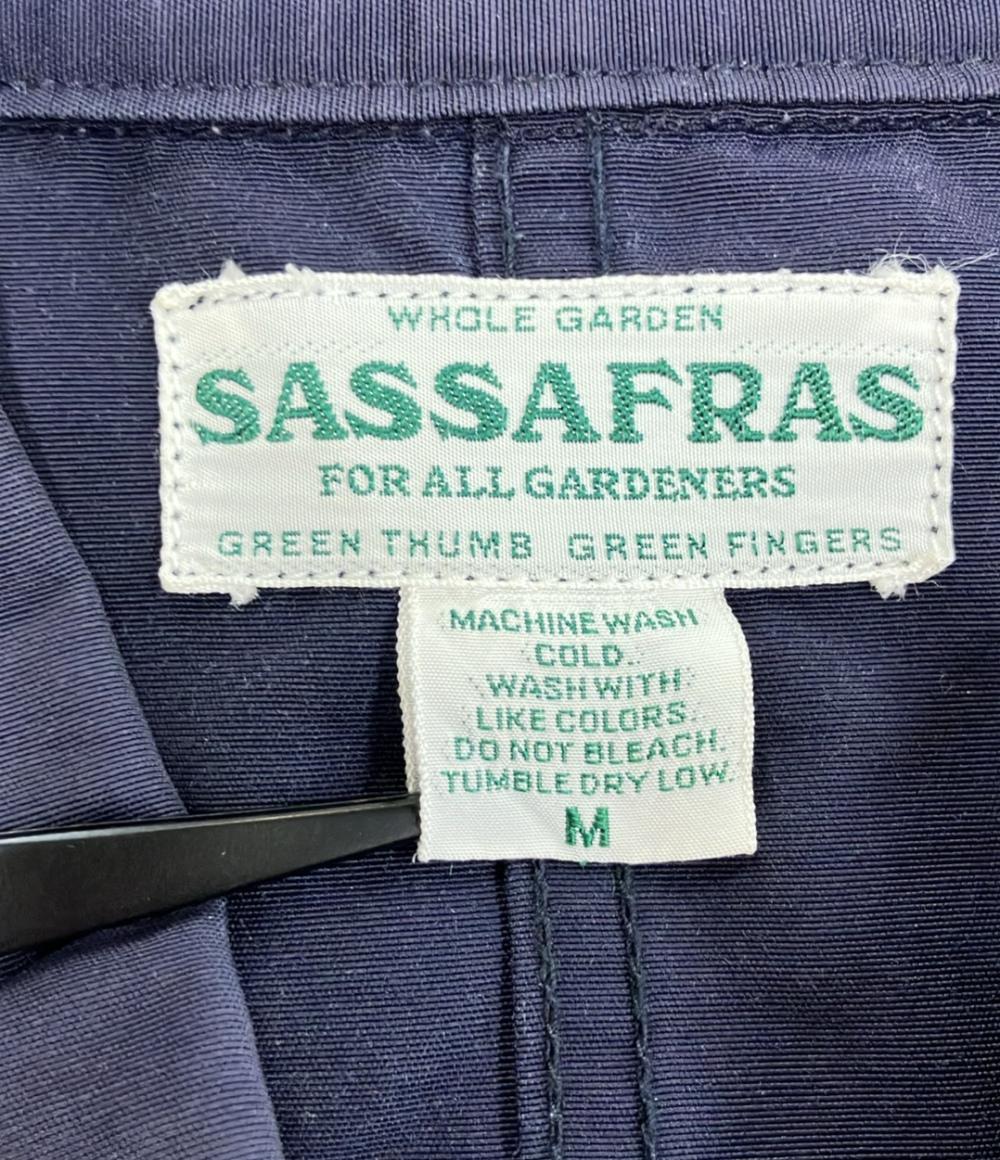 WHOLE GARDEN
SASSAFRAS
FOR ALL GARDENERS
GREEN THUMB GREEN FINGERS
MACHINE WASH
COLD.
WASH WITH
LIKE COLORS.
DO NOT BLEACH.
TUMBLE DRY LOW.
M